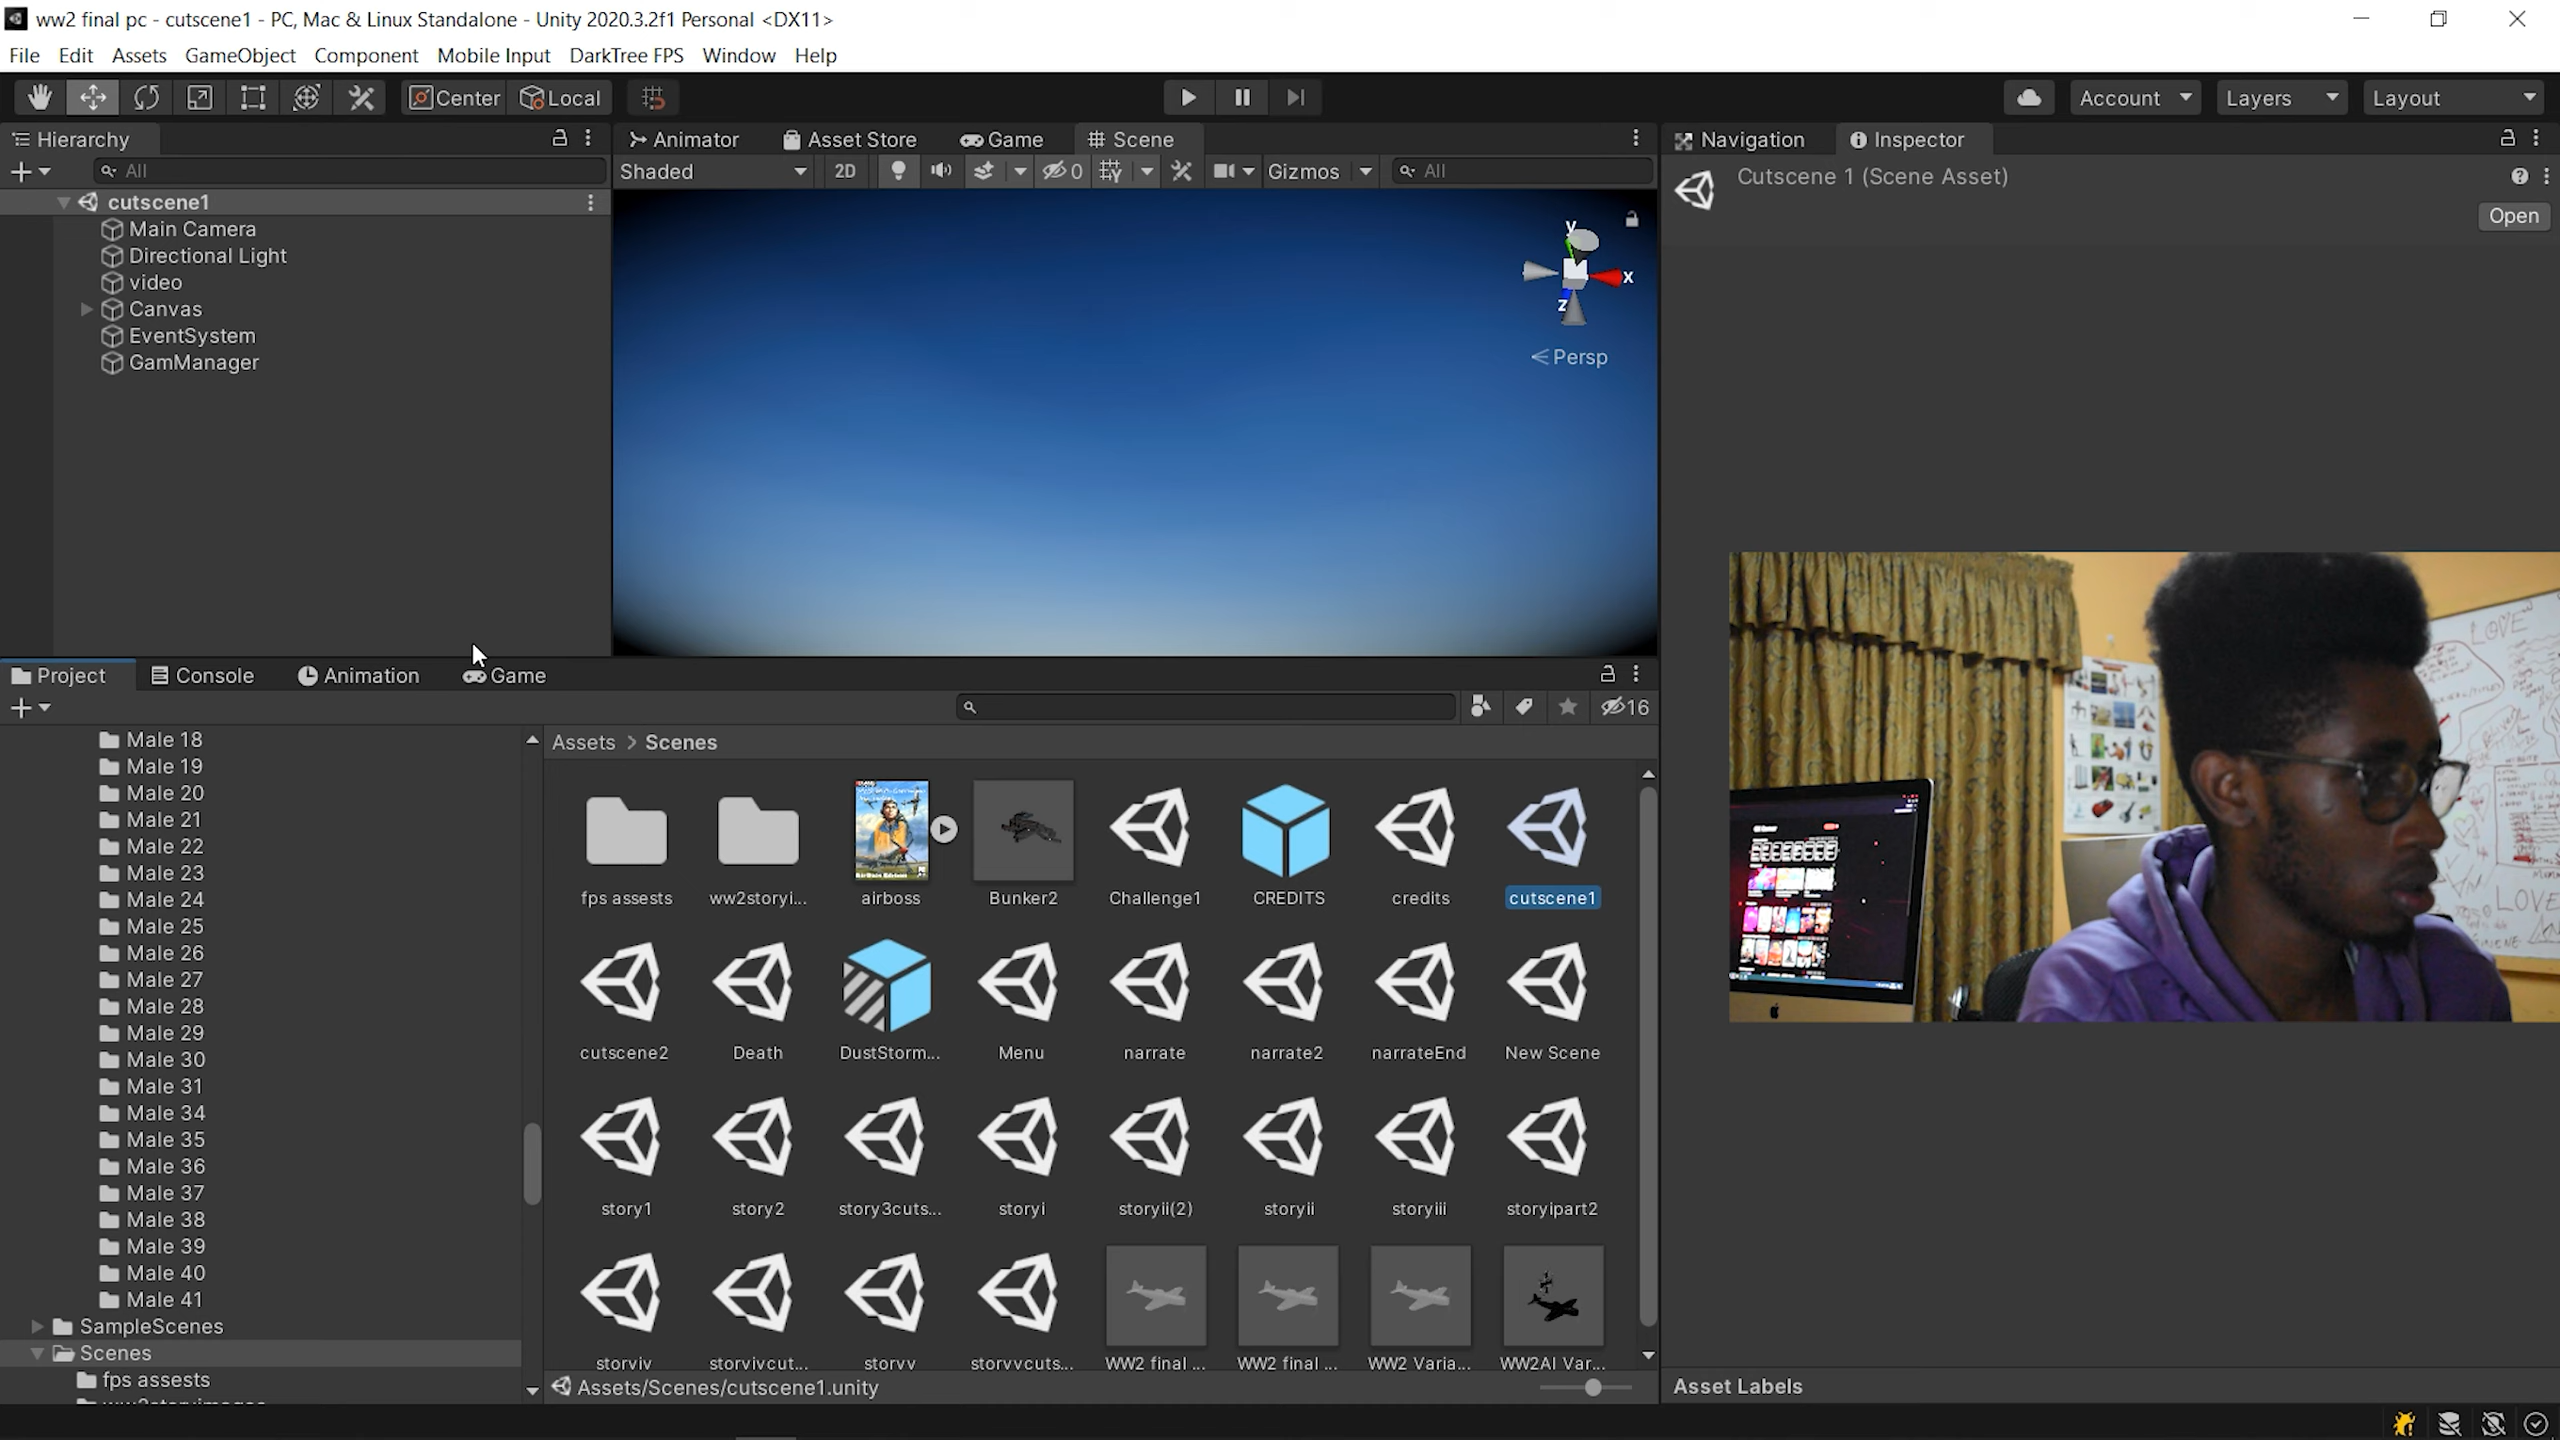 ww2 final pc - cutscene1 - PC, Mac & Linux Standalone - Unity 2020.3.2f1 Personal <DX11>
File Edit Assets GameObject Component Mobile Input DarkTree FPS Window Help
Center Local Account Layers Layout
Hierarchy
All
cutscene1
Main Camera
Directional Light
video
Canvas
EventSystem
GamManager
Animator Asset Store Game Scene
Shaded 2D 0 Gizmos All
y
x
z
Persp
Navigation Inspector
Cutscene 1 (Scene Asset)
Open
Project Console Animation Game
16
Male 18
Male 19
Male 20
Male 21
Male 22
Male 23
Male 24
Male 25
Male 26
Male 27
Male 28
Male 29
Male 30
Male 31
Male 34
Male 35
Male 36
Male 37
Male 38
Male 39
Male 40
Male 41
SampleScenes
Scenes
fps assests
Assets > Scenes
fps assests ww2storyi... airboss Bunker2 Challenge1 CREDITS credits cutscene1
cutscene2 Death DustStorm... Menu narrate narrate2 narrateEnd New Scene
story1 story2 story3cuts... storyi storyii(2) storyii storyiii storyipart2
storyiv storyivcut... storyv storyvcuts... WW2 final ... WW2 final ... WW2 Varia... WW2AI Var...
Assets/Scenes/cutscene1.unity
Asset Labels
LOVE
LOVE